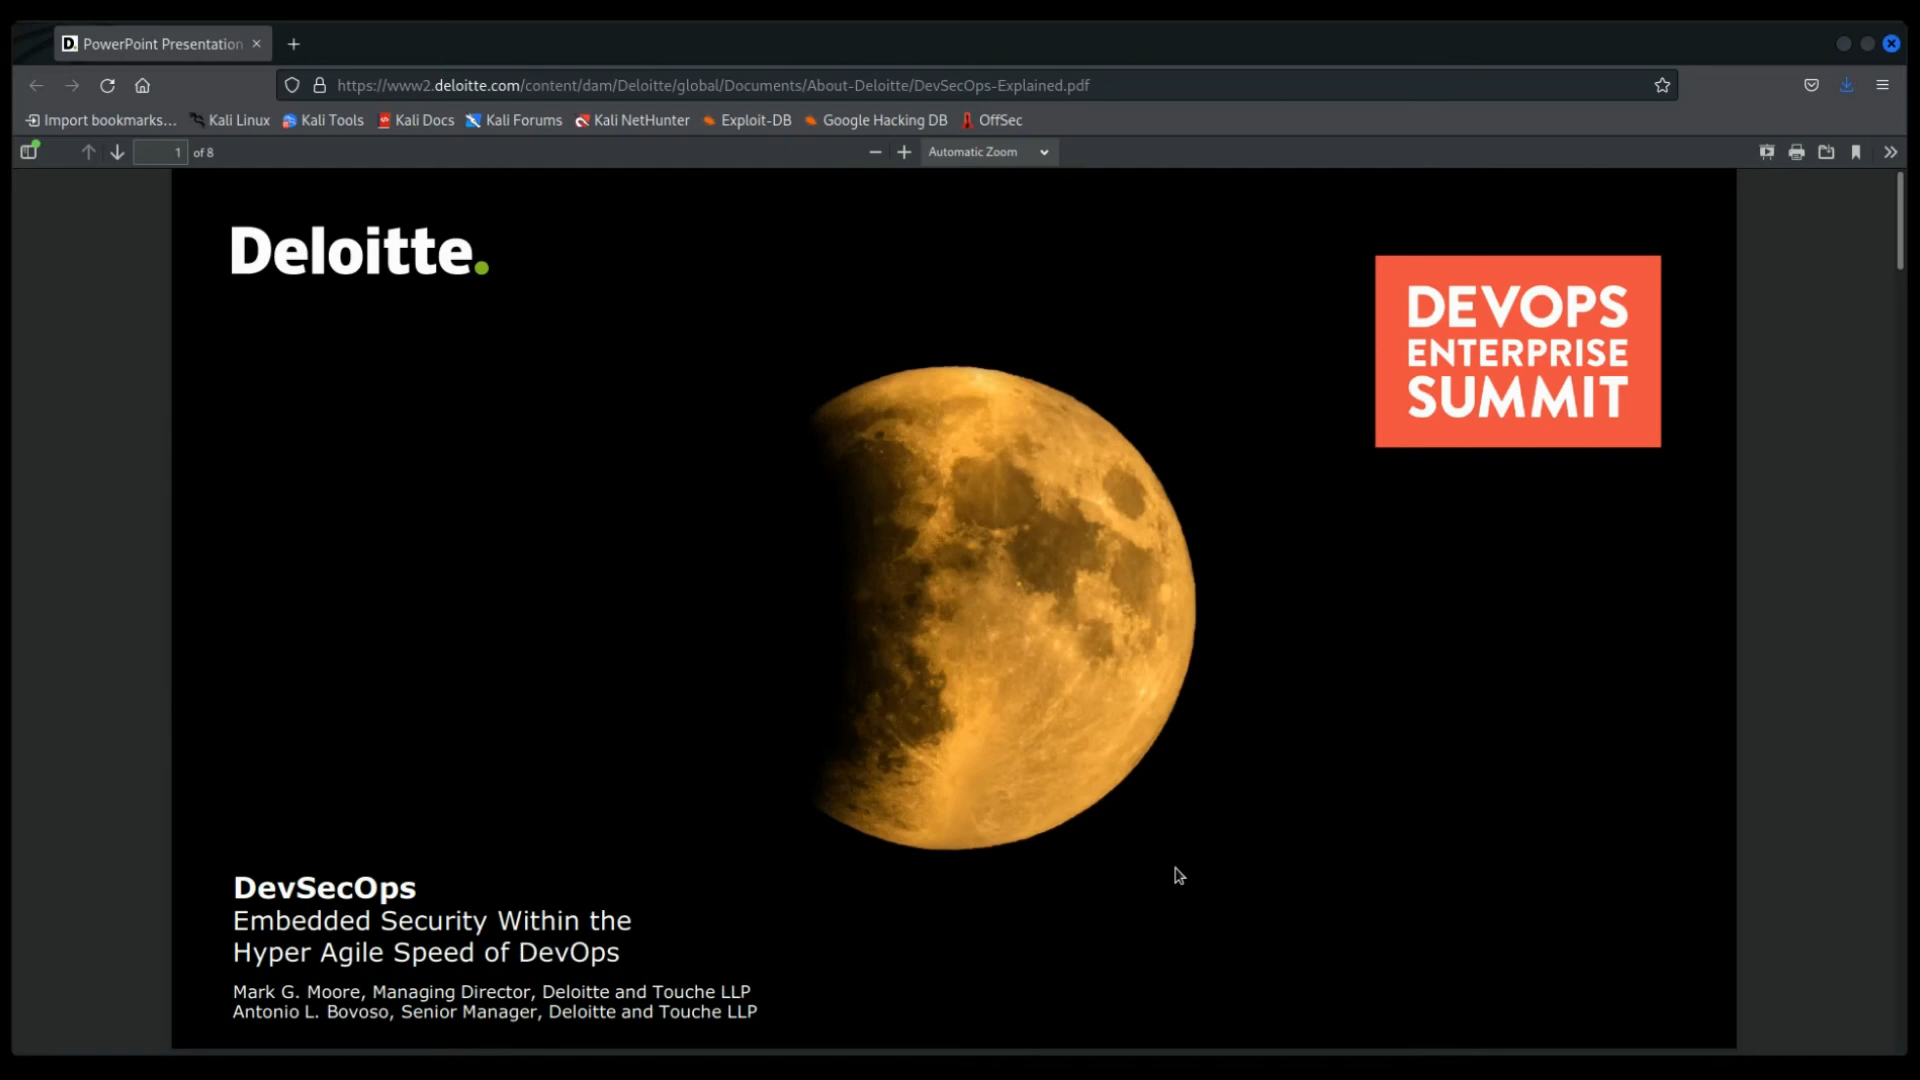 PowerPoint Presentation
https://www2.deloitte.com/content/dam/Deloitte/global/Documents/About-Deloitte/DevSecOps-Explained.pdf
Import bookmarks... Kali Linux Kali Tools Kali Docs Kali Forums Kali NetHunter Exploit-DB Google Hacking DB OffSec
1 of 8 Automatic Zoom
Deloitte.
DEVOPS
ENTERPRISE
SUMMIT
DevSecOps
Embedded Security Within the
Hyper Agile Speed of DevOps
Mark G. Moore, Managing Director, Deloitte and Touche LLP
Antonio L. Bovoso, Senior Manager, Deloitte and Touche LLP